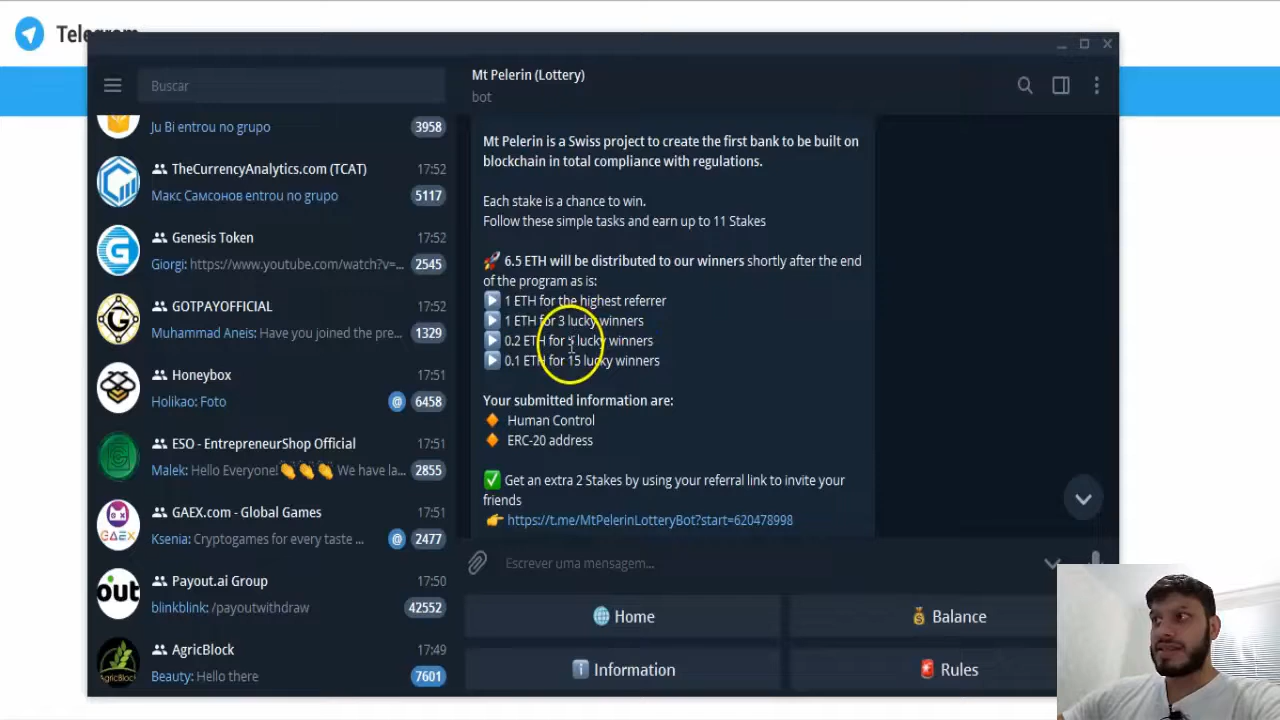 Telegram
Buscar
Ju Bi entrou no grupo
3958
TheCurrencyAnalytics.com (TCAT)
17:52
Макс Самсонов entrou no grupo
5117
Genesis Token
17:52
Giorgi: https://www.youtube.com/watch?v=...
2545
GOTPAYOFFICIAL
17:52
Muhammad Aneis: Have you joined the pre...
1329
Honeybox
17:51
Holikao: Foto
@ 6458
ESO - EntrepreneurShop Official
17:51
Malek: Hello Everyone!👏👏👏 We have la...
2855
GAEX.com - Global Games
17:51
Ksenia: Cryptogames for every taste ...
@ 2477
GAEX
Payout.ai Group
17:50
blinkblink: /payoutwithdraw
42552
out
AgricBlock
17:49
Beauty: Hello there
7601
AgricBlock
Mt Pelerin (Lottery)
bot
Mt Pelerin is a Swiss project to create the first bank to be built on
blockchain in total compliance with regulations.
Each stake is a chance to win.
Follow these simple tasks and earn up to 11 Stakes
🚀 6.5 ETH will be distributed to our winners shortly after the end
of the program as is:
▶️ 1 ETH for the highest referrer
▶️ 1 ETH for 3 lucky winners
▶️ 0.2 ETH for 5 lucky winners
▶️ 0.1 ETH for 15 lucky winners
Your submitted information are:
🔸 Human Control
🔸 ERC-20 address
✅ Get an extra 2 Stakes by using your referral link to invite your
friends
👉 https://t.me/MtPelerinLotteryBot?start=620478998
Escrever uma mensagem...
🌐 Home
💰 Balance
ℹ️ Information
🚨 Rules